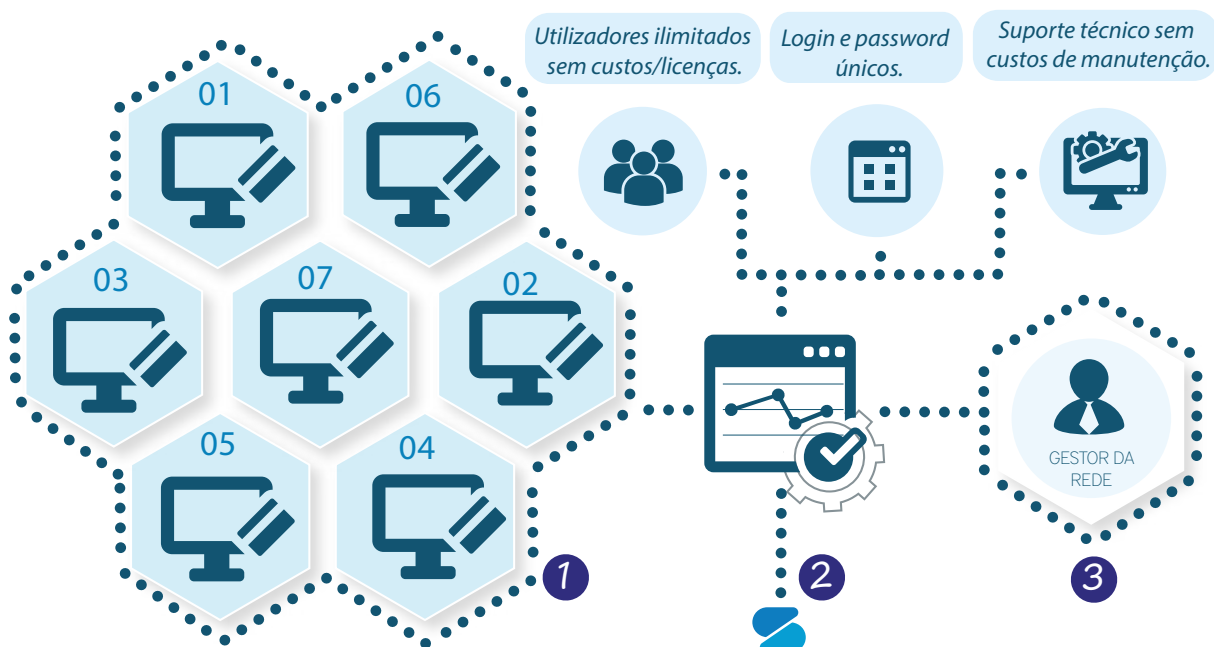 Utilizadores ilimitados
sem custos/licenças.
Login e password
únicos.
Suporte técnico sem
custos de manutenção.
01
06
03
07
02
05
04
GESTOR DA
REDE
1
2
3